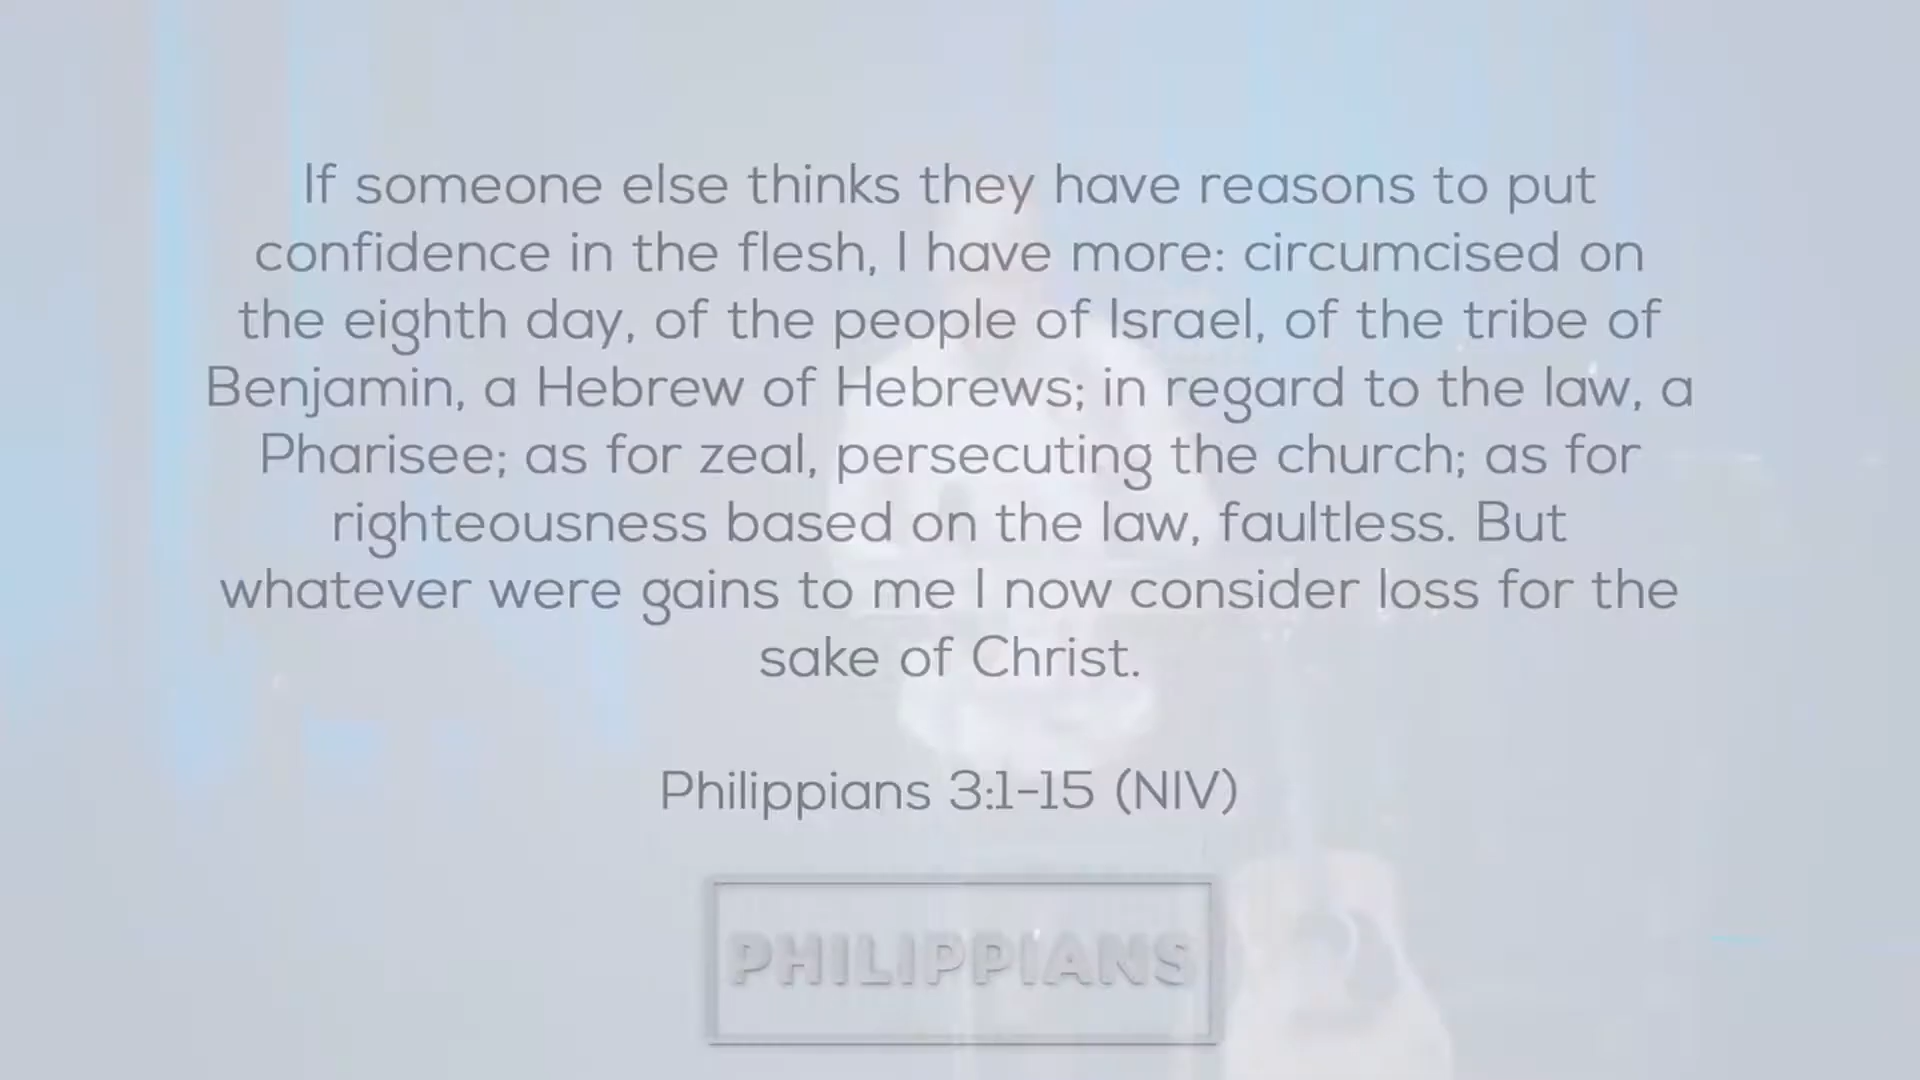 If someone else thinks they have reasons to put
confidence in the flesh, I have more: circumcised on
the eighth day, of the people of Israel, of the tribe of
Benjamin, a Hebrew of Hebrews; in regard to the law, a
Pharisee; as for zeal, persecuting the church; as for
righteousness based on the law, faultless. But
whatever were gains to me I now consider loss for the
sake of Christ.
Philippians 3:1-15 (NIV)
PHILIPPIANS